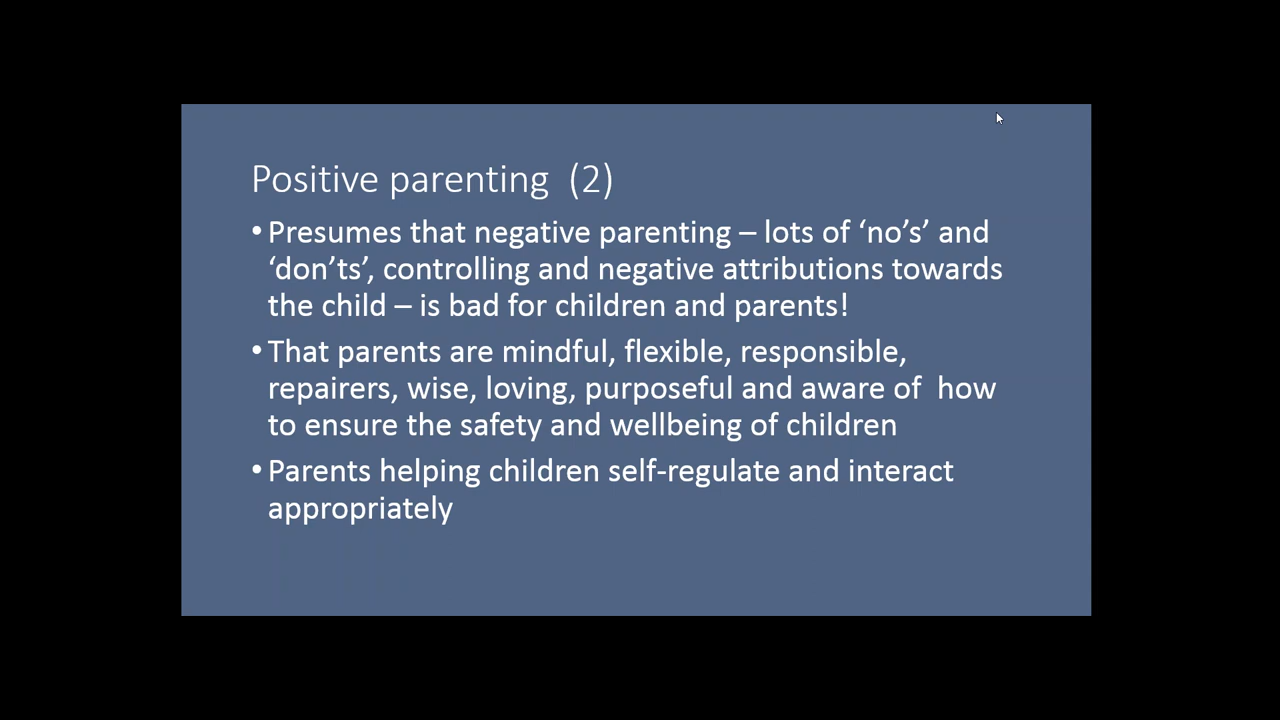 Positive parenting  (2)
•Presumes that negative parenting – lots of ‘no’s’ and
‘don’ts’, controlling and negative attributions towards
the child – is bad for children and parents!
•That parents are mindful, flexible, responsible,
repairers, wise, loving, purposeful and aware of  how
to ensure the safety and wellbeing of children
•Parents helping children self-regulate and interact
appropriately